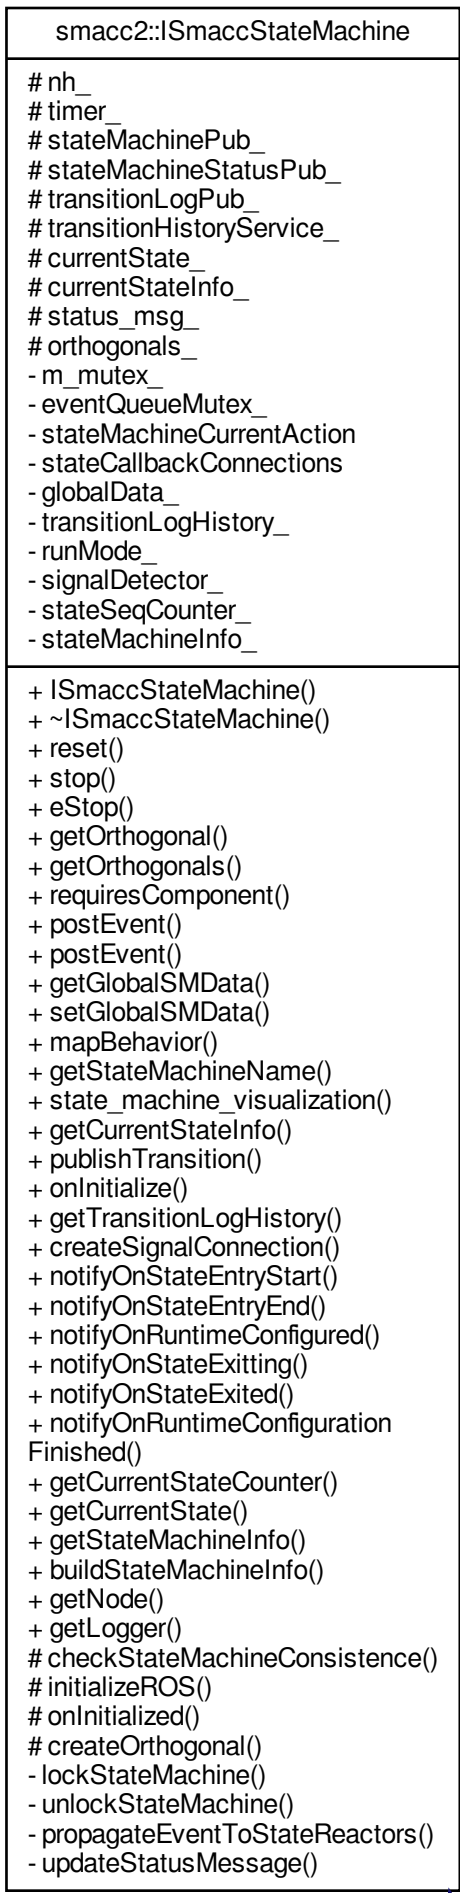 smacc2::ISmaccStateMachine
# nh_
# timer_
# stateMachinePub_
# stateMachineStatusPub_
# transitionLogPub_
# transitionHistoryService_
# currentState_
# currentStateInfo_
# status_msg_
# orthogonals_
- m_mutex_
- eventQueueMutex_
- stateMachineCurrentAction
- stateCallbackConnections
- globalData_
- transitionLogHistory_
- runMode_
- signalDetector_
- stateSeqCounter_
- stateMachineInfo_
+ ISmaccStateMachine()
+ ~ISmaccStateMachine()
+ reset()
+ stop()
+ eStop()
+ getOrthogonal()
+ getOrthogonals()
+ requiresComponent()
+ postEvent()
+ postEvent()
+ getGlobalSMData()
+ setGlobalSMData()
+ mapBehavior()
+ getStateMachineName()
+ state_machine_visualization()
+ getCurrentStateInfo()
+ publishTransition()
+ onInitialize()
+ getTransitionLogHistory()
+ createSignalConnection()
+ notifyOnStateEntryStart()
+ notifyOnStateEntryEnd()
+ notifyOnRuntimeConfigured()
+ notifyOnStateExitting()
+ notifyOnStateExited()
+ notifyOnRuntimeConfiguration
Finished()
+ getCurrentStateCounter()
+ getCurrentState()
+ getStateMachineInfo()
+ buildStateMachineInfo()
+ getNode()
+ getLogger()
# checkStateMachineConsistence()
# initializeROS()
# onInitialized()
# createOrthogonal()
- lockStateMachine()
- unlockStateMachine()
- propagateEventToStateReactors()
- updateStatusMessage()